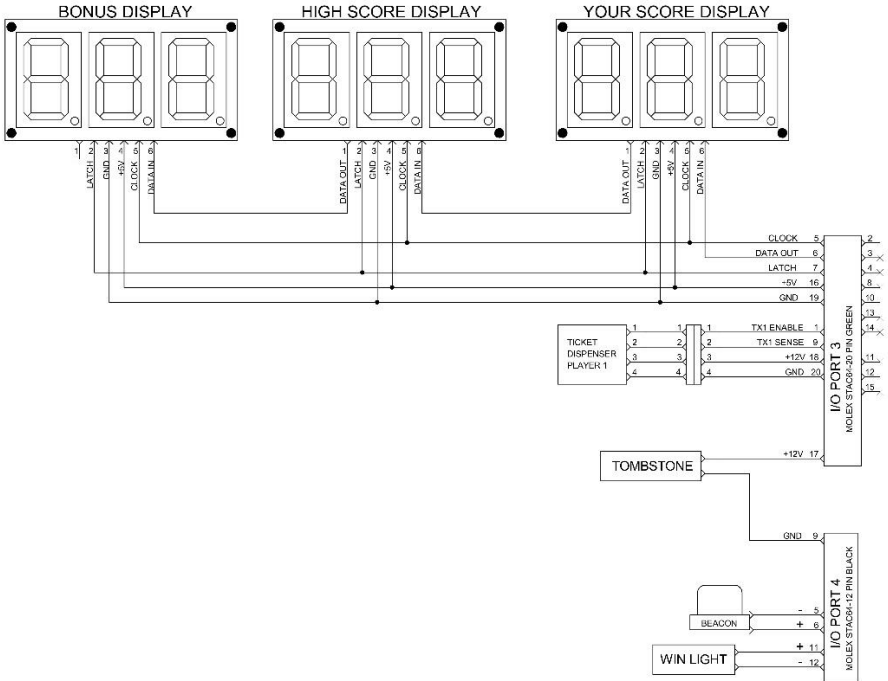 BONUS DISPLAY
HIGH SCORE DISPLAY
YOUR SCORE DISPLAY
1 2 3 4 5 6
LATCH
GND
+5V
CLOCK
DATA IN
1 2 3 4 5 6
DATA OUT
LATCH
GND
+5V
CLOCK
DATA IN
1 2 3 4 5 6
DATA OUT
LATCH
GND
+5V
CLOCK
DATA IN
CLOCK 5
DATA OUT 6
LATCH 7
+5V 16
GND 19
2
3
4
8
10
13
14
11
12
15
I/O PORT 3
MOLEX STAC64-20 PIN GREEN
TICKET
DISPENSER
PLAYER 1
1 1 1 TX1 ENABLE 1
2 2 2 TX1 SENSE 9
3 3 3 +12V 18
4 4 4 GND 20
TOMBSTONE
+12V 17
GND 9
I/O PORT 4
MOLEX STAC64-12 PIN BLACK
BEACON
- 5
+ 6
WIN LIGHT
+ 11
- 12